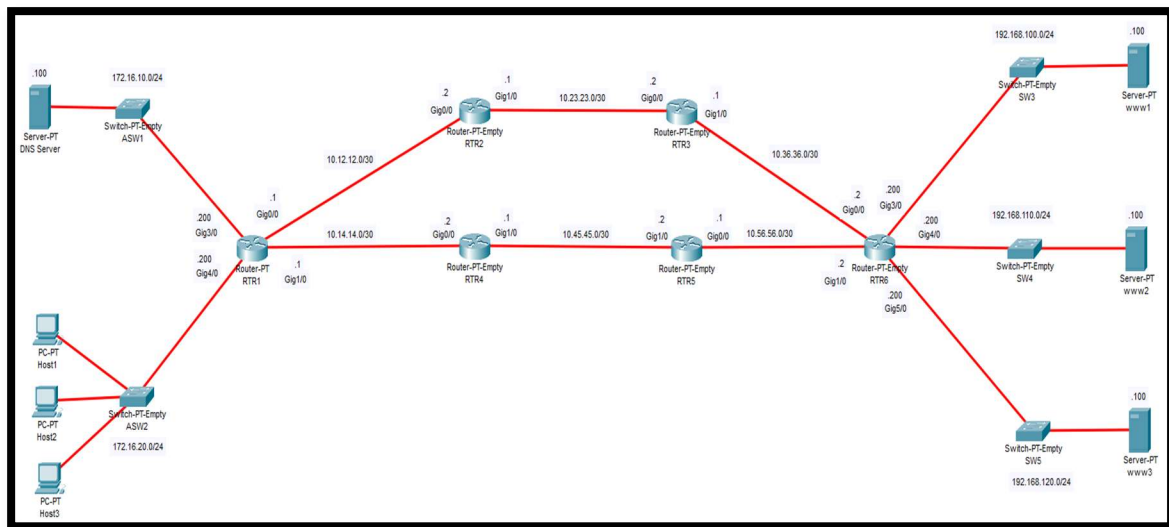 .100
Server-PT
DNS Server
172.16.10.0/24
Switch-PT-Empty
ASW1
.200
Gig3/0
.1
Gig0/0
.200
Gig4/0
Router-PT
RTR1
.1
Gig1/0
PC-PT
Host1
PC-PT
Host2
PC-PT
Host3
Switch-PT-Empty
ASW2
172.16.20.0/24
10.12.12.0/30
.2
Gig0/0
.1
Gig1/0
Router-PT-Empty
RTR2
10.23.23.0/30
.2
Gig0/0
.1
Gig1/0
Router-PT-Empty
RTR3
10.36.36.0/30
10.14.14.0/30
.2
Gig0/0
.1
Gig1/0
Router-PT-Empty
RTR4
10.45.45.0/30
.2
Gig1/0
.1
Gig0/0
Router-PT-Empty
RTR5
10.56.56.0/30
.2
Gig0/0
.200
Gig3/0
.200
Gig4/0
Router-PT-Empty
RTR6
.2
Gig1/0
.200
Gig5/0
192.168.100.0/24
Switch-PT-Empty
SW3
.100
Server-PT
www1
192.168.110.0/24
Switch-PT-Empty
SW4
.100
Server-PT
www2
Switch-PT-Empty
SW5
192.168.120.0/24
.100
Server-PT
www3